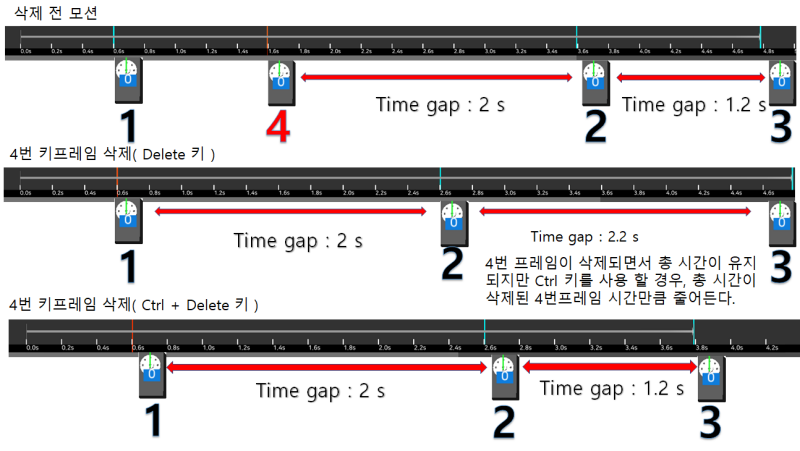 삭제 전 모션
0.0s 0.2s 0.4s 0.6s 0.8s 1.0s 1.2s 1.4s 1.6s 1.8s 2.0s 2.2s 2.4s 2.6s 2.8s 3.0s 3.2s 3.4s 3.6s 3.8s 4.0s 4.2s 4.4s 4.6s 4.8s
0 0 0 0
Time gap : 2 s Time gap : 1.2 s
1 4 2 3
4번 키프레임 삭제( Delete 키 )
0.0s 0.2s 0.4s 0.6s 0.8s 1.0s 1.2s 1.4s 1.6s 1.8s 2.0s 2.2s 2.4s 2.6s 2.8s 3.0s 3.2s 3.4s 3.6s 3.8s 4.0s 4.2s 4.4s 4.6s
0 0 0
Time gap : 2 s Time gap : 2.2 s
1 2 3
4번 프레임이 삭제되면서 총 시간이 유지
되지만 Ctrl 키를 사용 할 경우, 총 시간이
삭제된 4번프레임 시간만큼 줄어든다.
4번 키프레임 삭제( Ctrl + Delete 키 )
0.0s 0.2s 0.4s 0.6s 0.8s 1.0s 1.2s 1.4s 1.6s 1.8s 2.0s 2.2s 2.4s 2.6s 2.8s 3.0s 3.2s 3.4s 3.6s 3.8s 4.0s 4.2s
0 0 0
Time gap : 2 s Time gap : 1.2 s
1 2 3